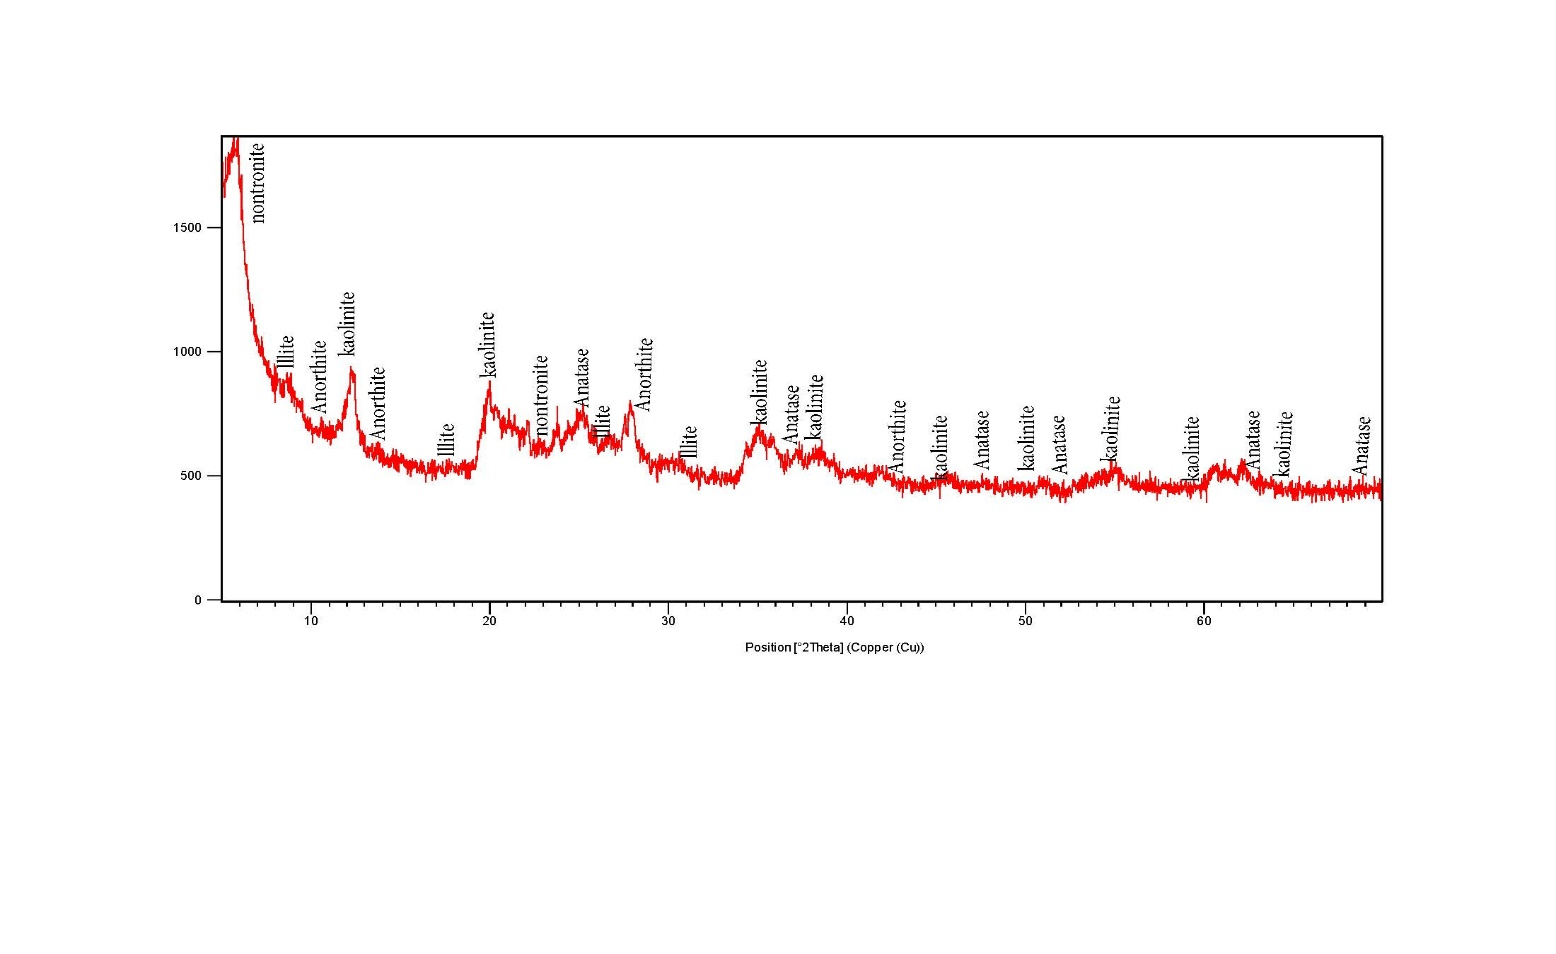 nontronite
Illite
Anorthite
kaolinite
Anorthite
Illite
kaolinite
nontronite
Anatase
Illite
Anorthite
Illite
kaolinite
Anatase
kaolinite
Anorthite
kaolinite
Anatase
kaolinite
Anatase
kaolinite
kaolinite
Anatase
kaolinite
Anatase
1500
1000
500
0
10 20 30 40 50 60
Position [°2Theta] (Copper (Cu))